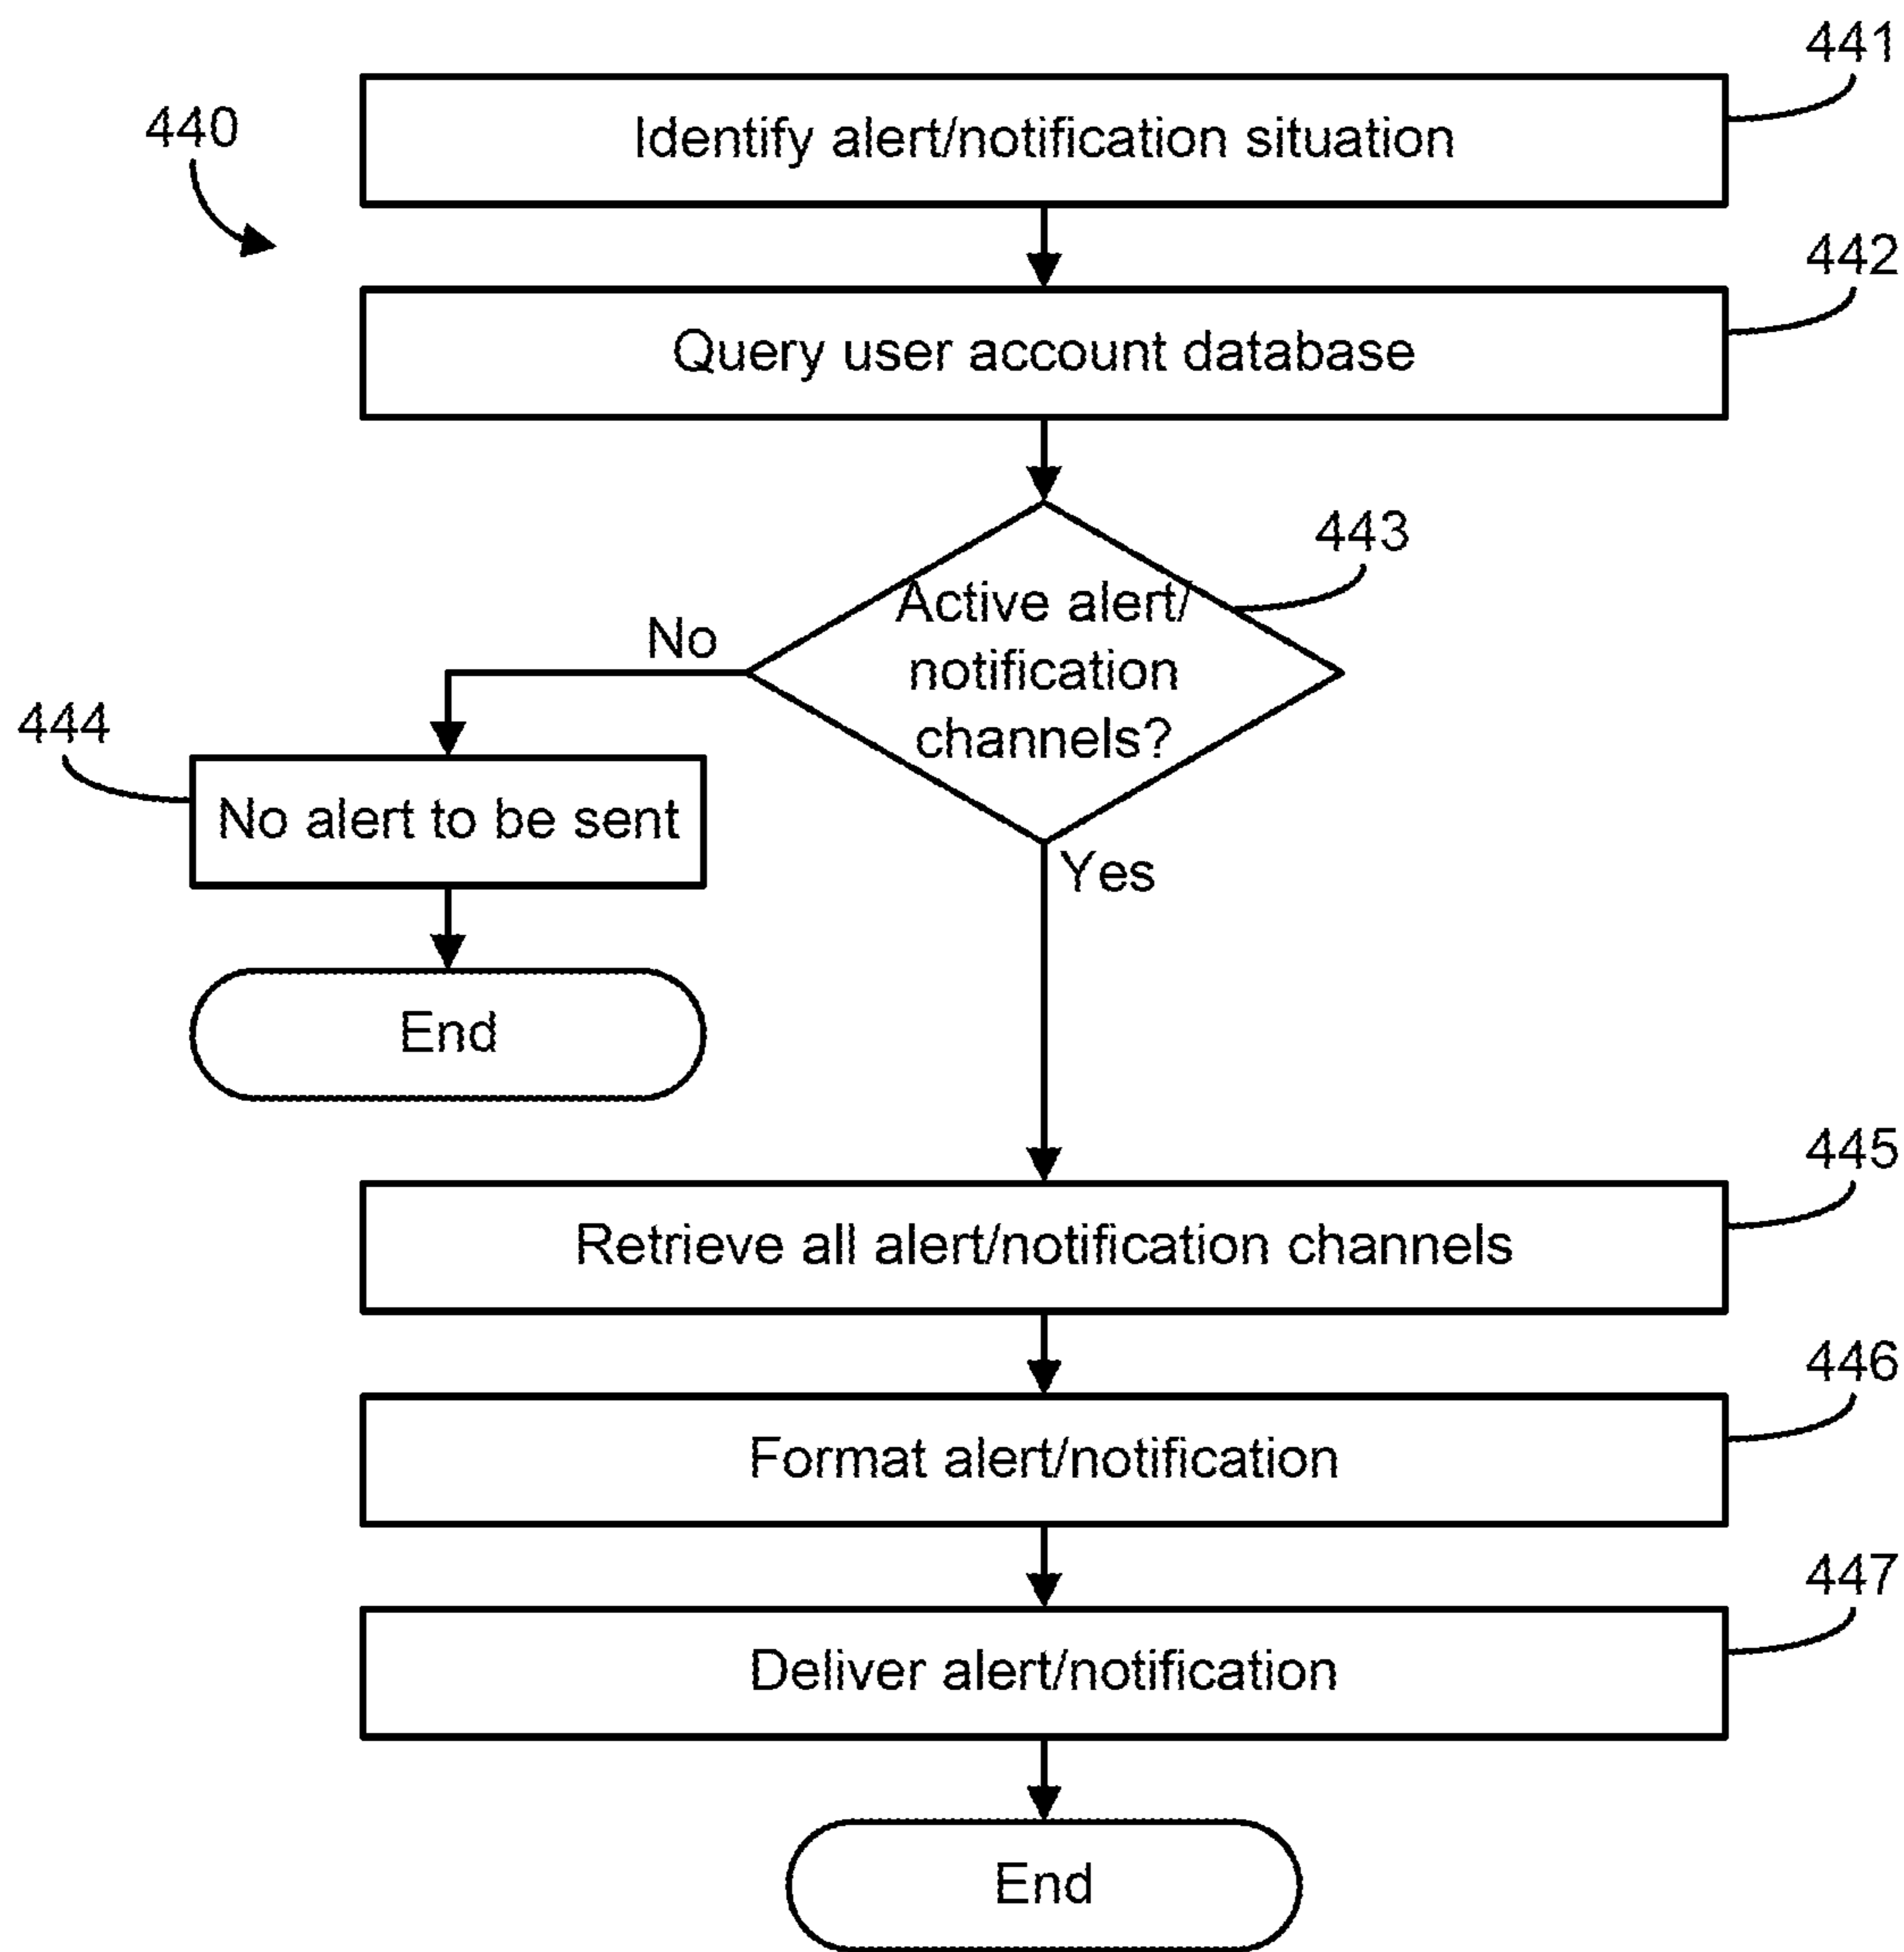 441
440
Identify alert/notification situation
442
Query user account database
443
Active alert/
notification
channels?
No
444
No alert to be sent
Yes
End
445
Retrieve all alert/notification channels
446
Format alert/notification
447
Deliver alert/notification
End